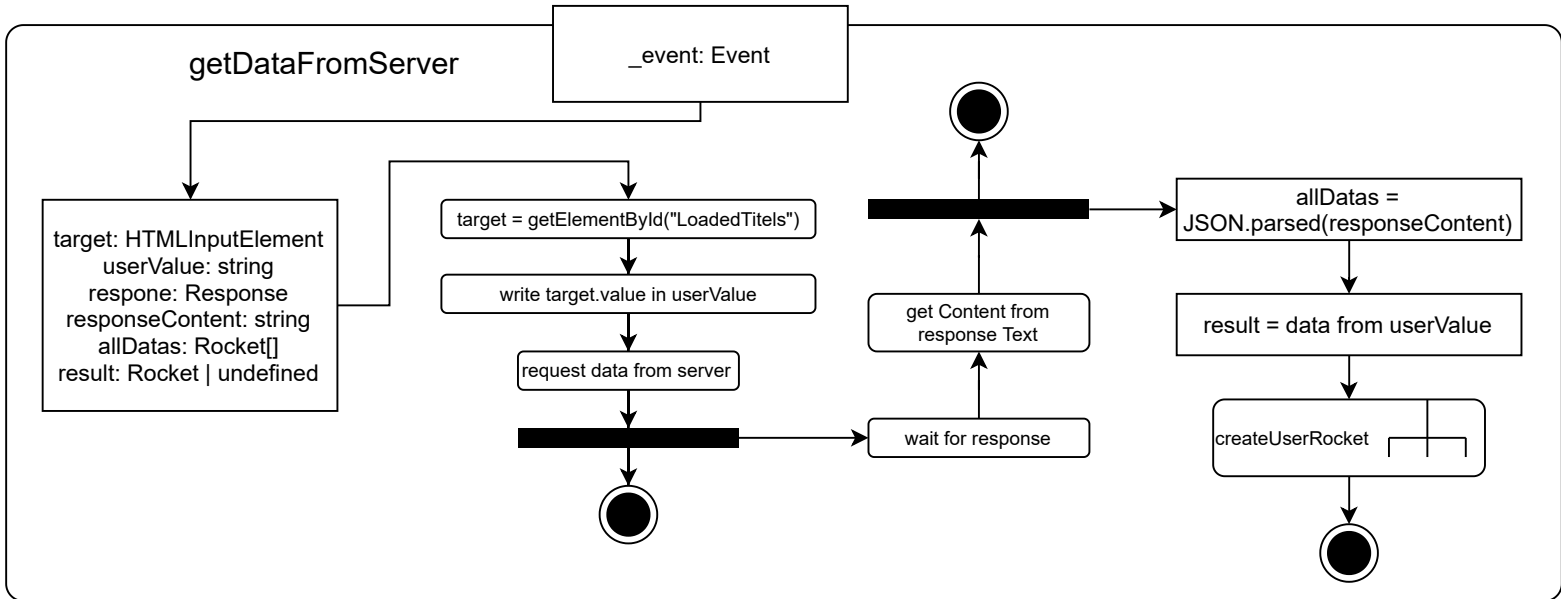 getDataFromServer
_event: Event
target: HTMLInputElement
userValue: string
respone: Response
responseContent: string
allDatas: Rocket[]
result: Rocket | undefined
target = getElementById("LoadedTitels")
write target.value in userValue
request data from server
wait for response
get Content from
response Text
allDatas =
JSON.parsed(responseContent)
result = data from userValue
createUserRocket